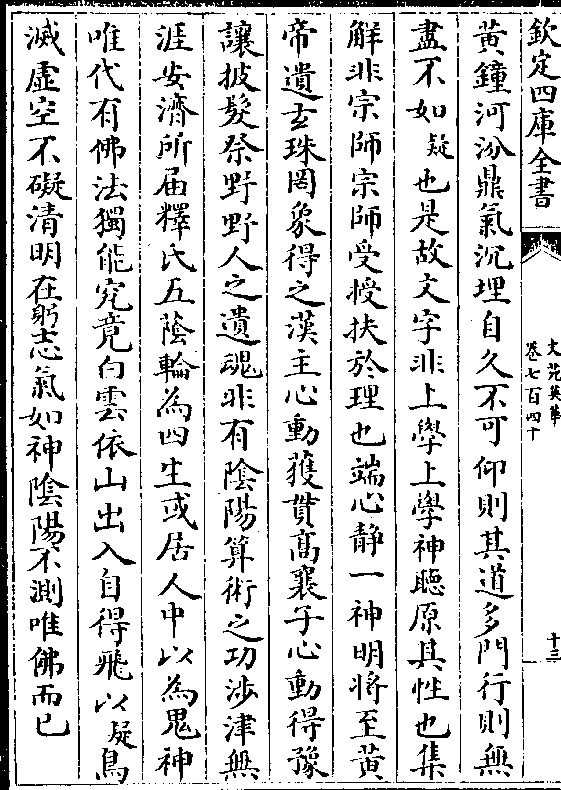 欽定四庫全書
文苑英華
卷七百四十
十三
黄鐘河汾鼎氣沉埋自久不可仰則其道多門行則無
盡不如疑也是故文字非上學上學神聽原其性也集
解非宗師宗師受授扶於理也端心静一神明將至黄
帝遺玄珠罔象得之漢主心動獲貫高襄子心動得豫
讓披髮祭野野人之遺魂非有陰陽算術之功涉津無
涯安濟所届釋氏五蔭輪為四生或居人中以為鬼神
唯代有佛法獨能究竟白雲依山出入自得飛以疑鳥
滅虚空不礙清明在躬志氣如神陰陽不測唯佛而已